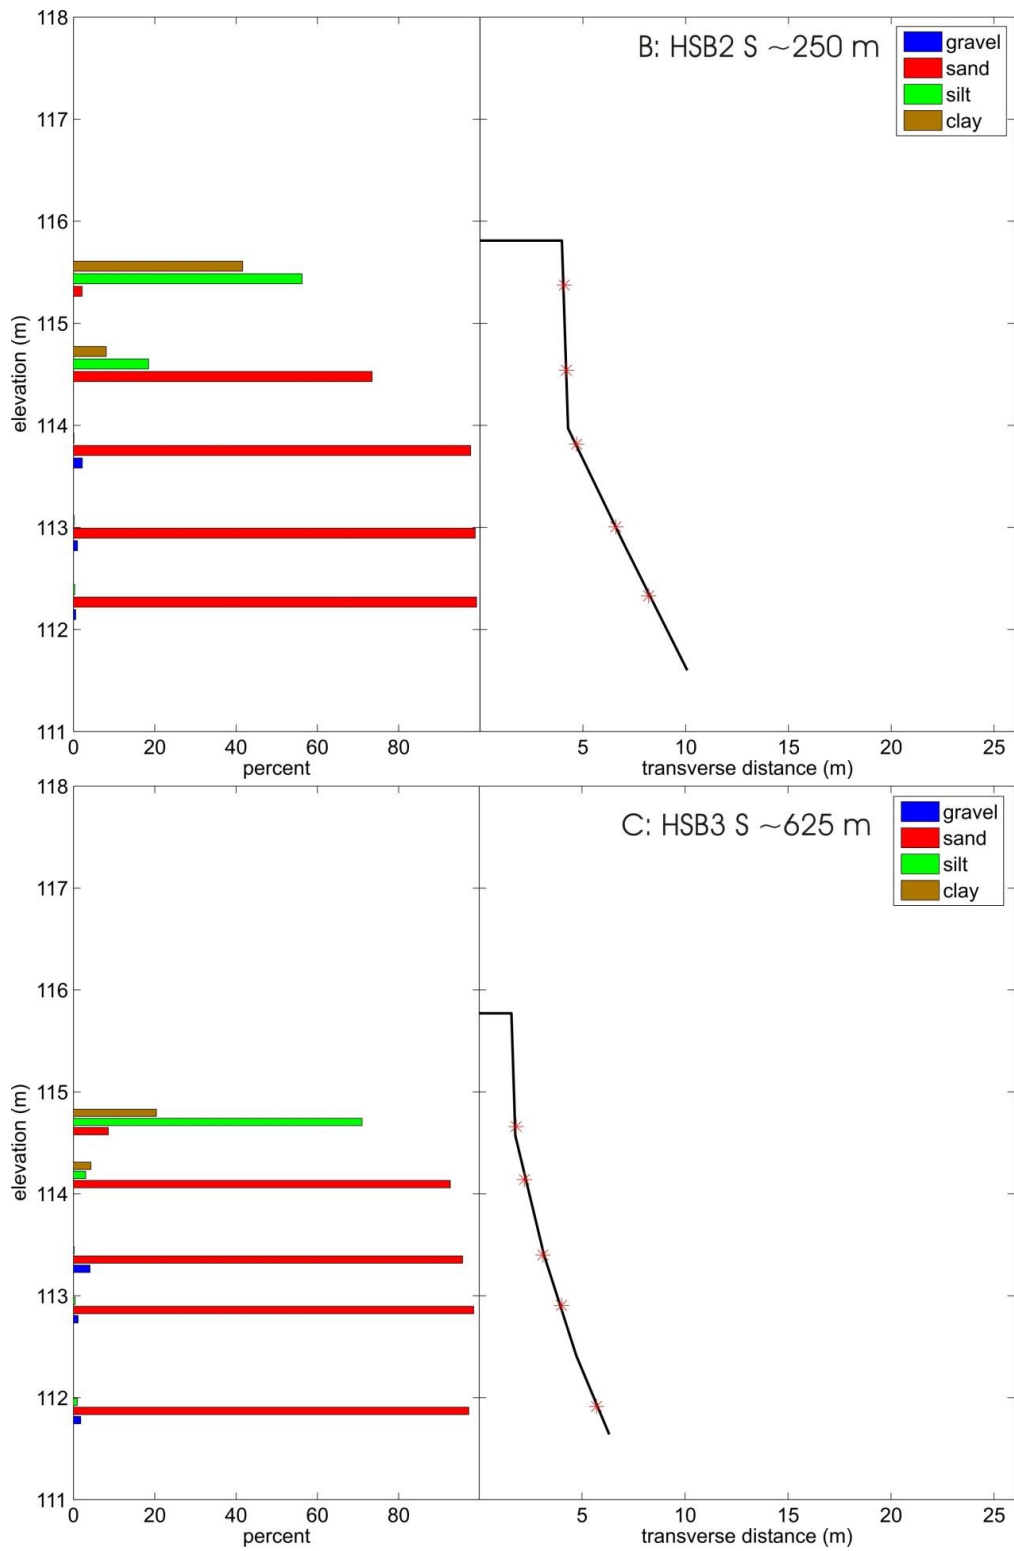 118
117
116
115
114
113
112
111
elevation (m)
0 20 40 60 80
percent
B: HSB2 S ~250 m
gravel
sand
silt
clay
5 10 15 20 25
transverse distance (m)
118
117
116
115
114
113
112
111
elevation (m)
0 20 40 60 80
percent
C: HSB3 S ~625 m
gravel
sand
silt
clay
5 10 15 20 25
transverse distance (m)